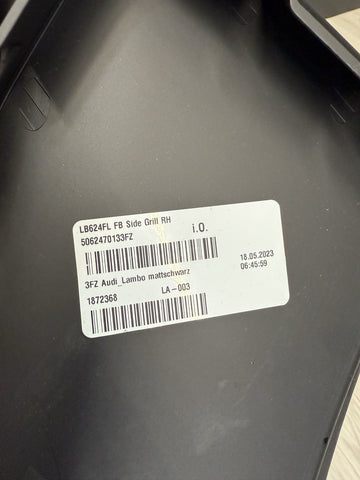 LB624FL FB Side Grill RH
5062470133FZ
i.O.
18.05.2023
06:45:59
3FZ Audi_Lambo mattschwarz
1872368
LA-003